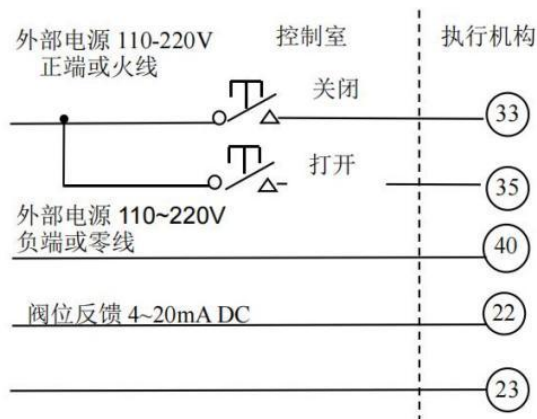 外部电源 110-220V
正端或火线
控制室
执行机构
关闭
33
打开
35
外部电源 110~220V
负端或零线
40
阀位反馈 4~20mA DC
22
23